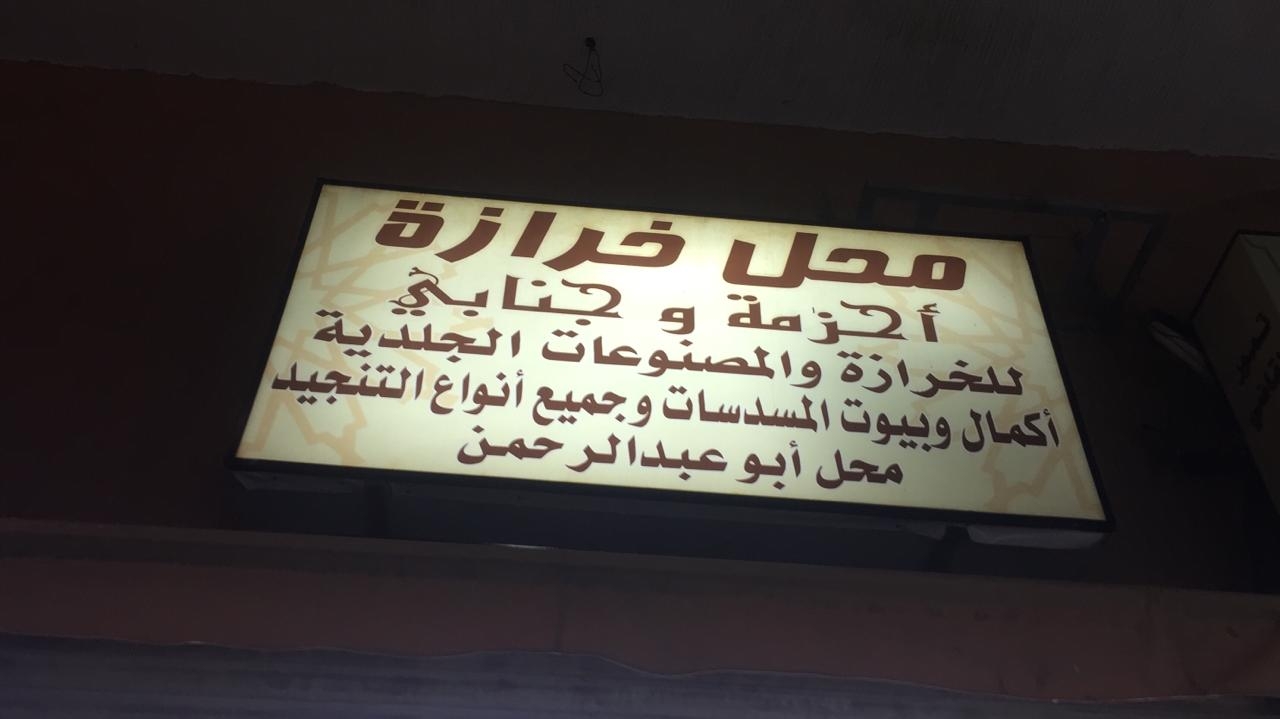 محل خرازة
أحزمة و جنابي
للخرازة والمصنوعات الجلدية
أكمال وبيوت المسدسات وجميع أنواع التنجيد
محل أبو عبدالرحمن